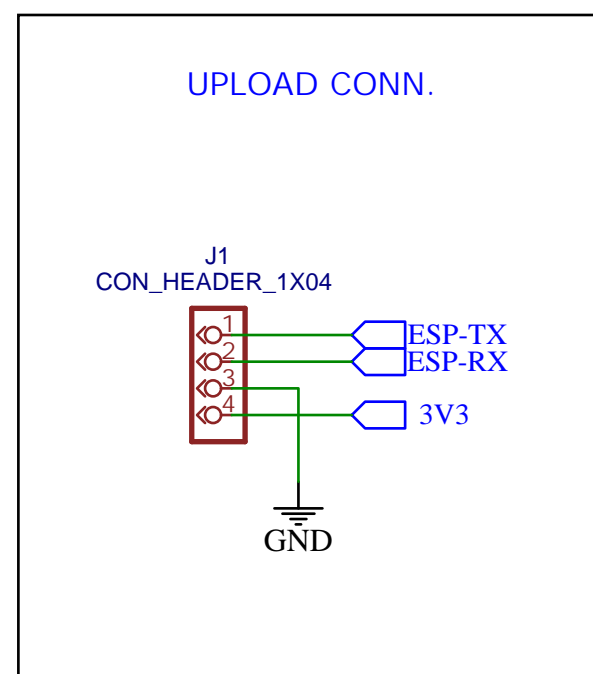 UPLOAD CONN.
J1
CON_HEADER_1X04
1 ESP-TX
2 ESP-RX
3
4 3V3
GND